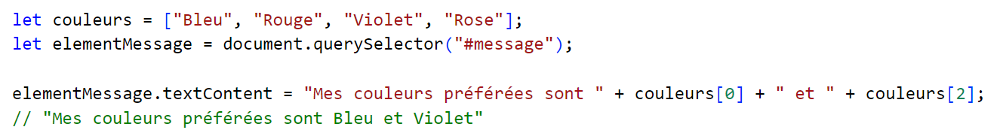 let couleurs = ["Bleu", "Rouge", "Violet", "Rose"];
let elementMessage = document.querySelector("#message");
elementMessage.textContent = "Mes couleurs préférées sont " + couleurs[0] + " et " + couleurs[2];
// "Mes couleurs préférées sont Bleu et Violet"